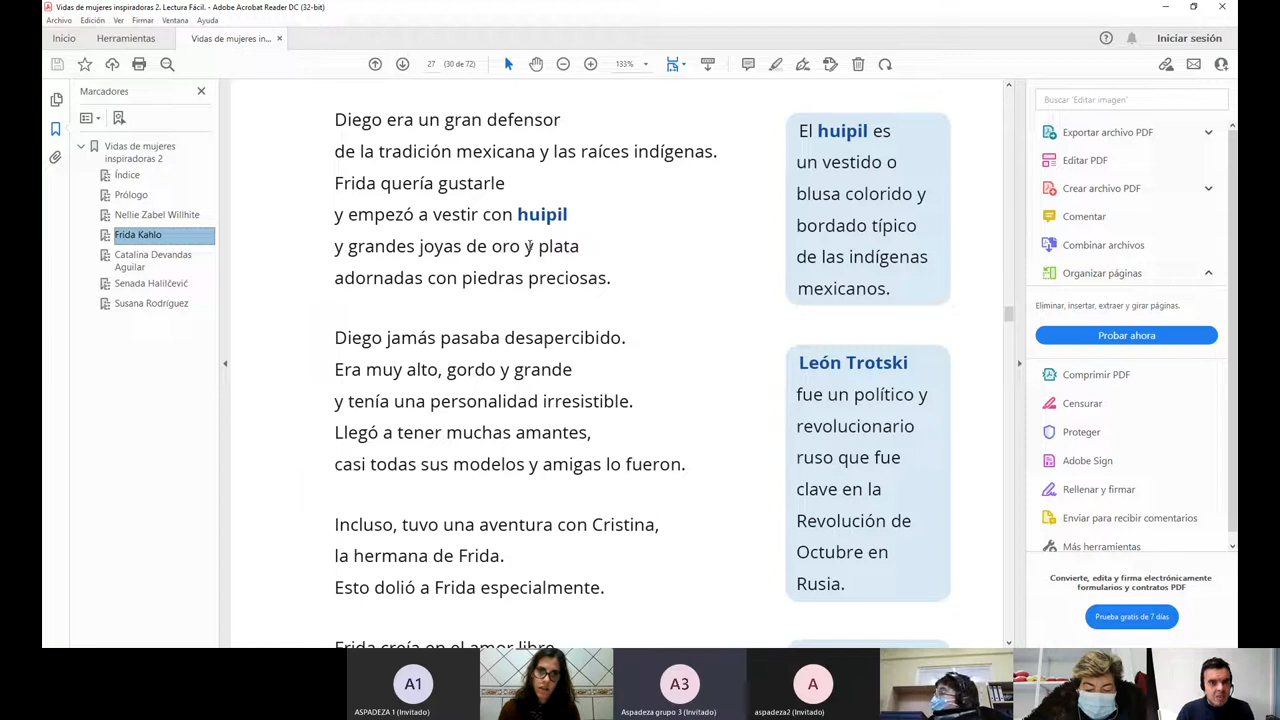 Vidas de mujeres inspiradoras 2. Lectura Fácil. - Adobe Acrobat Reader DC (32-bit)
Archivo Edición Ver Firmar Ventana Ayuda
Inicio Herramientas Vidas de mujeres in... ×
Iniciar sesión
27 (30 de 72) 133%
Marcadores
Vidas de mujeres
inspiradoras 2
Índice
Prólogo
Nellie Zabel Willhite
Frida Kahlo
Catalina Devandas
Aguilar
Senada Halilčević
Susana Rodríguez
Diego era un gran defensor
de la tradición mexicana y las raíces indígenas.
Frida quería gustarle
y empezó a vestir con huipil
y grandes joyas de oro y plata
adornadas con piedras preciosas.
Diego jamás pasaba desapercibido.
Era muy alto, gordo y grande
y tenía una personalidad irresistible.
Llegó a tener muchas amantes,
casi todas sus modelos y amigas lo fueron.
Incluso, tuvo una aventura con Cristina,
la hermana de Frida.
Esto dolió a Frida especialmente.
Frida creía en el amor libre
El huipil es
un vestido o
blusa colorido y
bordado típico
de las indígenas
mexicanos.
León Trotski
fue un político y
revolucionario
ruso que fue
clave en la
Revolución de
Octubre en
Rusia.
Buscar 'Editar imagen'
Exportar archivo PDF
Editar PDF
Crear archivo PDF
Comentar
Combinar archivos
Organizar páginas
Eliminar, insertar, extraer y girar páginas.
Probar ahora
Comprimir PDF
Censurar
Proteger
Adobe Sign
Rellenar y firmar
Enviar para recibir comentarios
Más herramientas
Convierte, edita y firma electrónicamente
formularios y contratos PDF
Prueba gratis de 7 días
A1
ASPADEZA 1 (Invitado)
A3
Aspadeza grupo 3 (Invitado)
A
aspadeza2 (Invitado)